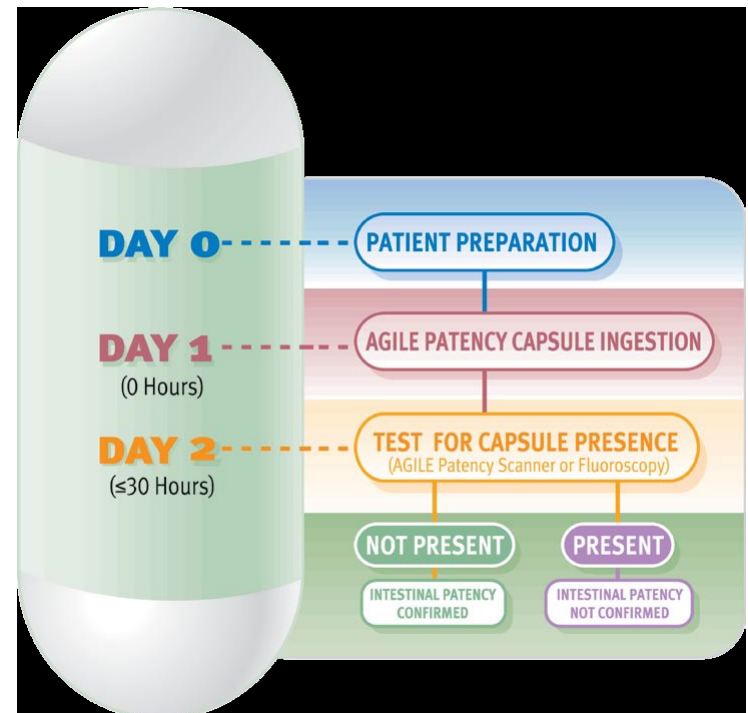 DAY 0
PATIENT PREPARATION
DAY 1
(0 Hours)
AGILE PATENCY CAPSULE INGESTION
DAY 2
(≤30 Hours)
TEST FOR CAPSULE PRESENCE
(AGILE Patency Scanner or Fluoroscopy)
NOT PRESENT
INTESTINAL PATENCY
CONFIRMED
PRESENT
INTESTINAL PATENCY
NOT CONFIRMED